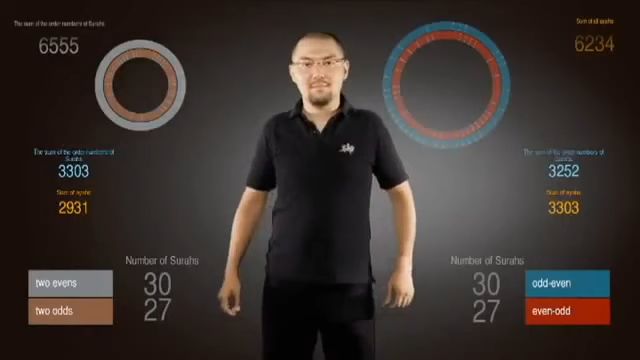 The sum of the order numbers of Surahs
6555
Sum of all ayahs
6234
The sum of the order numbers of
Surahs
3303
Sum of ayahs
2931
The sum of the order numbers of
Surahs
3252
Sum of ayahs
3303
Number of Surahs
two evens
30
two odds
27
Number of Surahs
30
odd-even
27
even-odd